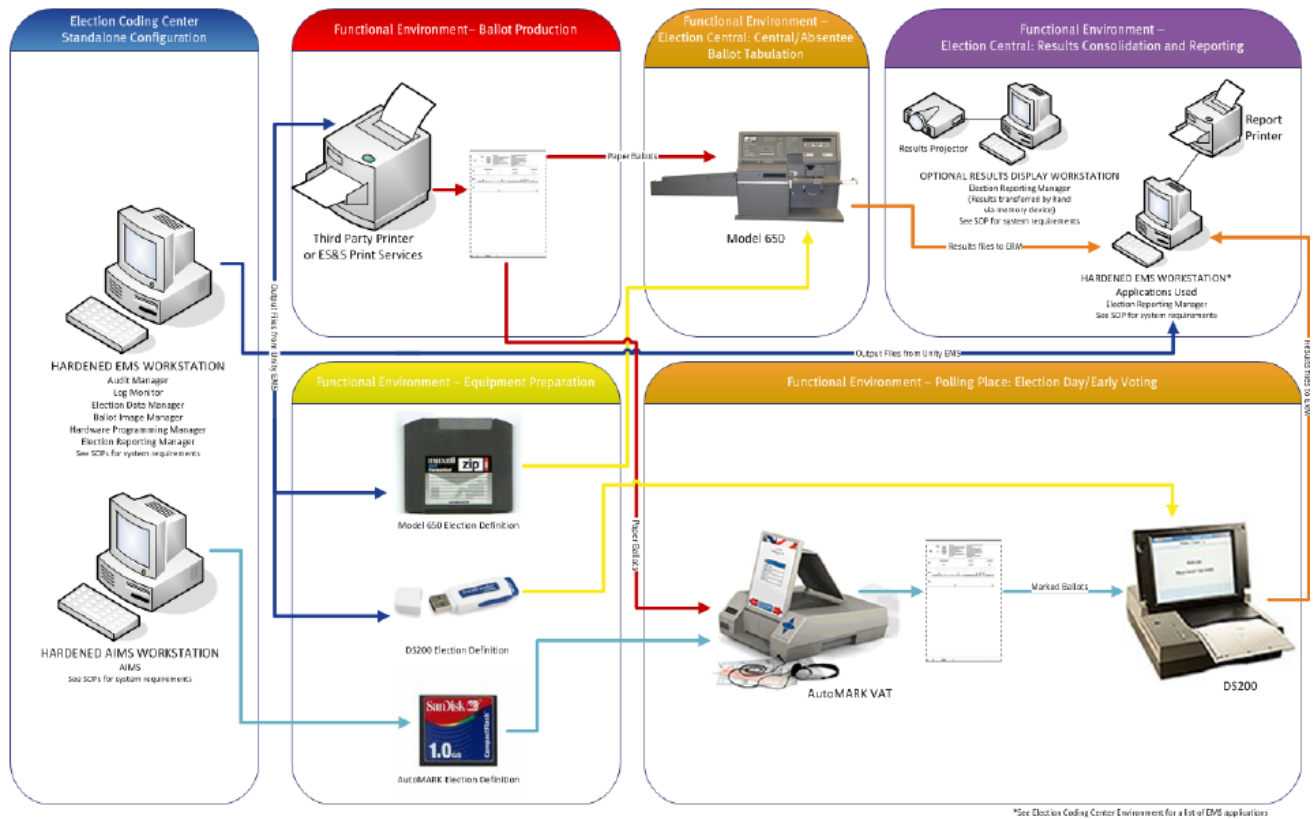 Election Coding Center
Standalone Configuration
HARDENED EMS WORKSTATION
Audit Manager
Log Monitor
Election Data Manager
Ballot Image Manager
Hardware Programming Manager
Election Reporting Manager
See SOPs for system requirements
HARDENED AIMS WORKSTATION
AIMS
See SOPs for system requirements
Functional Environment– Ballot Production
Third Party Printer
or ES&S Print Services
Output Files from Unity EMS
Paper Ballots
Functional Environment –
Election Central: Central/Absentee
Ballot Tabulation
Model 650
Results files to ERM
Functional Environment –
Election Central: Results Consolidation and Reporting
Results Projector
Report
Printer
OPTIONAL RESULTS DISPLAY WORKSTATION
Election Reporting Manager
(Results transferred by hand
via memory device)
See SOP for system requirements
HARDENED EMS WORKSTATION*
Applications Used
Election Reporting Manager
See SOP for system requirements
Output Files from Unity EMS
Results files to ERM
Functional Environment – Equipment Preparation
maxell
zip
Model 650 Election Definition
DS200 Election Definition
SanDisk
CompactFlash
1.0GB
AutoMARK Election Definition
Functional Environment – Polling Place: Election Day/Early Voting
Paper Ballots
AutoMARK VAT
Marked Ballots
DS200
*See Election Coding Center Environment for a list of EMS applications